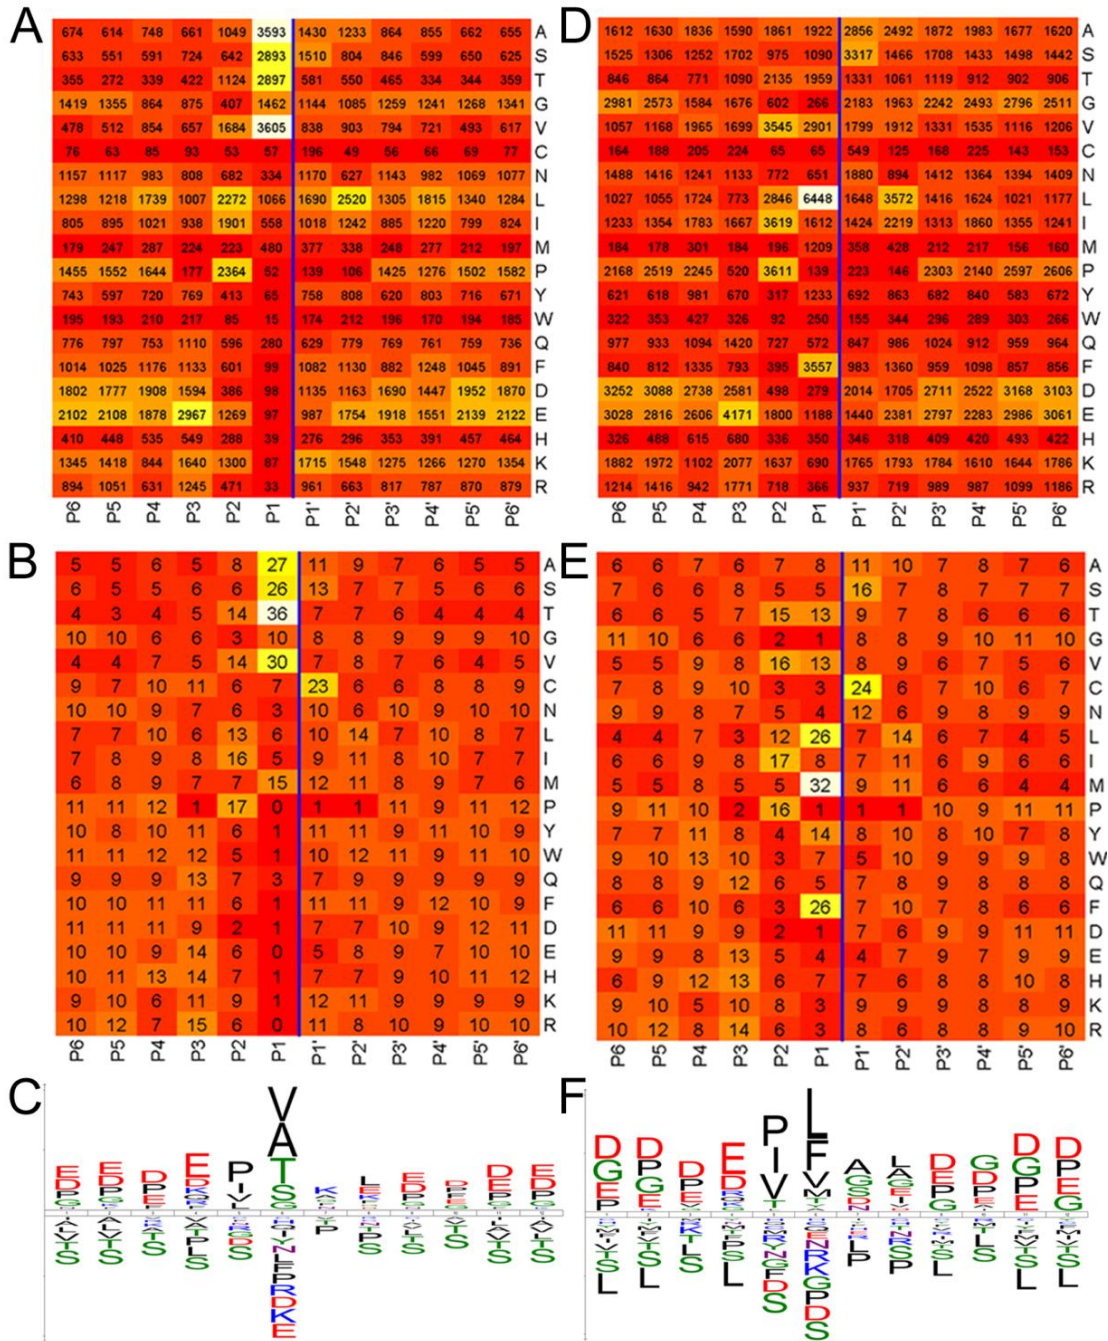 A
674 614 748 661 1049 3593 1430 1233 864 855 662 655 A
633 551 591 724 642 2893 1510 804 846 599 650 625 S
355 272 339 422 1124 2897 581 550 465 334 344 359 T
1419 1355 864 875 407 1462 1144 1085 1259 1241 1268 1341 G
478 512 854 657 1684 3605 838 903 794 721 493 617 V
76 63 85 93 53 57 196 49 56 66 69 77 C
1157 1117 983 808 682 334 1170 627 1143 982 1069 1077 N
1298 1218 1739 1007 2272 1066 1690 2520 1305 1815 1340 1284 L
805 895 1021 938 1901 558 1018 1242 885 1220 799 824 I
179 247 287 224 223 480 377 338 248 277 212 197 M
1455 1552 1644 177 2364 52 139 106 1425 1276 1502 1582 P
743 597 720 769 413 65 758 808 620 803 716 671 Y
195 193 210 217 85 15 174 212 196 170 194 185 W
776 797 753 1110 596 280 629 779 769 761 759 736 Q
1014 1025 1176 1133 601 99 1082 1130 882 1248 1045 891 F
1802 1777 1908 1594 386 98 1135 1163 1690 1447 1952 1870 D
2102 2108 1878 2967 1269 97 987 1754 1918 1551 2139 2122 E
410 448 535 549 288 39 276 296 353 391 457 464 H
1345 1418 844 1640 1300 87 1715 1548 1275 1266 1270 1354 K
894 1051 631 1245 471 33 961 663 817 787 870 879 R
P6 P5 P4 P3 P2 P1 P1' P2' P3' P4' P5' P6'
B
5 5 6 5 8 27 11 9 7 6 5 5 A
6 5 5 6 6 26 13 7 7 5 6 6 S
4 3 4 5 14 36 7 7 6 4 4 4 T
10 10 6 6 3 10 8 8 9 9 9 10 G
4 4 7 5 14 30 7 8 7 6 4 5 V
9 7 10 11 6 7 23 6 6 8 8 9 C
10 10 9 7 6 3 10 6 10 9 10 10 N
7 7 10 6 13 6 10 14 7 10 8 7 L
7 8 9 8 16 5 9 11 8 10 7 7 I
6 8 9 7 7 15 12 11 8 9 7 6 M
11 11 12 1 17 0 1 1 11 9 11 12 P
10 8 10 11 6 1 11 11 9 11 10 9 Y
11 11 12 12 5 1 10 12 11 9 11 10 W
9 9 9 13 7 3 7 9 9 9 9 9 Q
10 10 11 11 6 1 11 11 9 12 10 9 F
11 11 11 9 2 1 7 7 10 9 12 11 D
10 10 9 14 6 0 5 8 9 7 10 10 E
10 11 13 14 7 1 7 7 9 10 11 12 H
9 10 6 11 9 1 12 11 9 9 9 9 K
10 12 7 15 6 0 11 8 10 9 10 10 R
P6 P5 P4 P3 P2 P1 P1' P2' P3' P4' P5' P6'
C
D
1612 1630 1836 1590 1861 1922 2856 2492 1872 1983 1677 1620 A
1525 1306 1252 1702 975 1090 3317 1466 1708 1433 1498 1442 S
846 864 771 1090 2135 1959 1331 1061 1119 912 902 906 T
2981 2573 1584 1676 602 266 2183 1963 2242 2493 2796 2511 G
1057 1168 1965 1699 3545 2901 1799 1912 1331 1535 1116 1206 V
164 188 205 224 65 65 549 125 168 225 143 153 C
1488 1416 1241 1133 772 651 1880 894 1412 1364 1394 1409 N
1027 1055 1724 773 2846 6448 1648 3572 1416 1624 1021 1177 L
1233 1354 1783 1667 3619 1612 1424 2219 1313 1860 1355 1241 I
184 178 301 184 196 1209 358 428 212 217 156 160 M
2168 2519 2245 520 3611 139 223 146 2303 2140 2597 2606 P
621 618 981 670 317 1233 692 863 682 840 583 672 Y
322 353 427 326 92 250 155 344 296 289 303 266 W
977 933 1094 1420 727 572 847 986 1024 912 959 964 Q
840 812 1335 793 395 3557 983 1360 959 1098 857 856 F
3252 3088 2738 2581 498 279 2014 1705 2711 2522 3168 3103 D
3028 2816 2606 4171 1800 1188 1440 2381 2797 2283 2986 3061 E
326 488 615 680 336 350 346 318 409 420 493 422 H
1882 1972 1102 2077 1637 690 1765 1793 1784 1610 1644 1786 K
1214 1416 942 1771 718 366 937 719 989 987 1099 1186 R
P6 P5 P4 P3 P2 P1 P1' P2' P3' P4' P5' P6'
E
6 6 7 6 7 8 11 10 7 8 7 6 A
7 6 6 8 5 5 16 7 8 7 7 7 S
6 6 5 7 15 13 9 7 8 6 6 6 T
11 10 6 6 2 1 8 8 9 10 11 10 G
5 5 9 8 16 13 8 9 6 7 5 6 V
7 8 9 10 3 3 24 6 7 10 6 7 C
9 9 8 7 5 4 12 6 9 8 9 9 N
4 4 7 3 12 26 7 14 6 7 4 5 L
6 6 9 8 17 8 7 11 6 9 6 6 I
5 5 8 5 5 32 9 11 6 6 4 4 M
9 11 10 2 16 1 1 1 10 9 11 11 P
7 7 11 8 4 14 8 10 8 10 7 8 Y
9 10 13 10 3 7 5 10 9 9 9 8 W
8 8 9 12 6 5 7 8 9 8 8 8 Q
6 6 10 6 3 26 7 10 7 8 6 6 F
11 11 9 9 2 1 7 6 9 9 11 11 D
9 8 8 13 5 4 4 7 9 7 9 9 E
6 9 12 13 6 7 7 6 8 8 10 8 H
9 10 5 10 8 3 9 9 9 8 8 9 K
10 12 8 14 6 3 8 6 8 8 9 10 R
P6 P5 P4 P3 P2 P1 P1' P2' P3' P4' P5' P6'
F